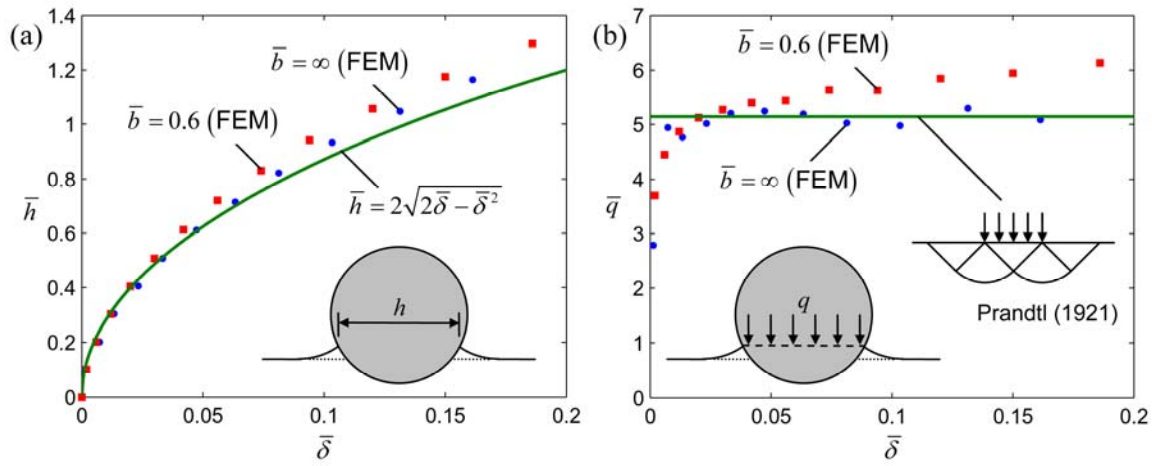 (a)
1.4
1.2
1
0.8
0.6
0.4
0.2
0
h̅
b̅ = ∞ (FEM)
b̅ = 0.6 (FEM)
h̅ = 2√(2δ̅ − δ̅²)
h
0 0.05 0.1 0.15 0.2
δ̅
(b)
7
6
5
4
3
2
1
0
q̅
b̅ = 0.6 (FEM)
b̅ = ∞ (FEM)
q
Prandtl (1921)
0 0.05 0.1 0.15 0.2
δ̅